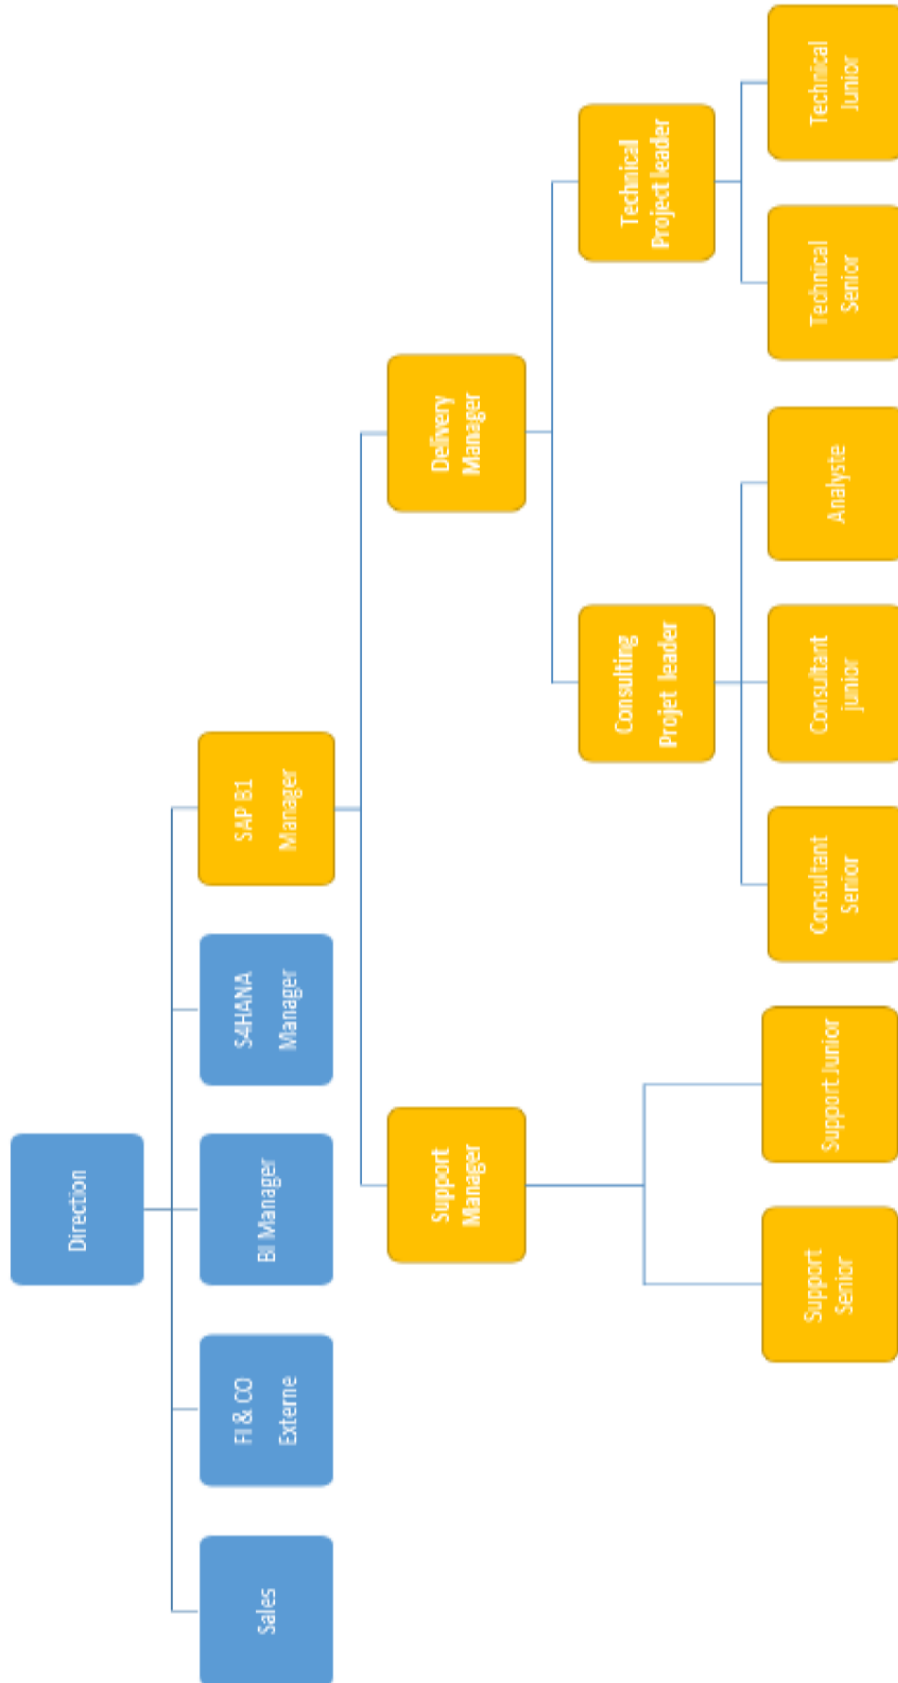 Direction
Sales
FI & CO
Externe
BI Manager
S4HANA
Manager
SAP B1
Manager
Support
Manager
Delivery
Manager
Consulting
Projet leader
Technical
Project leader
Support
Senior
Support Junior
Consultant
Senior
Consultant
junior
Analyste
Technical
Senior
Technical
Junior